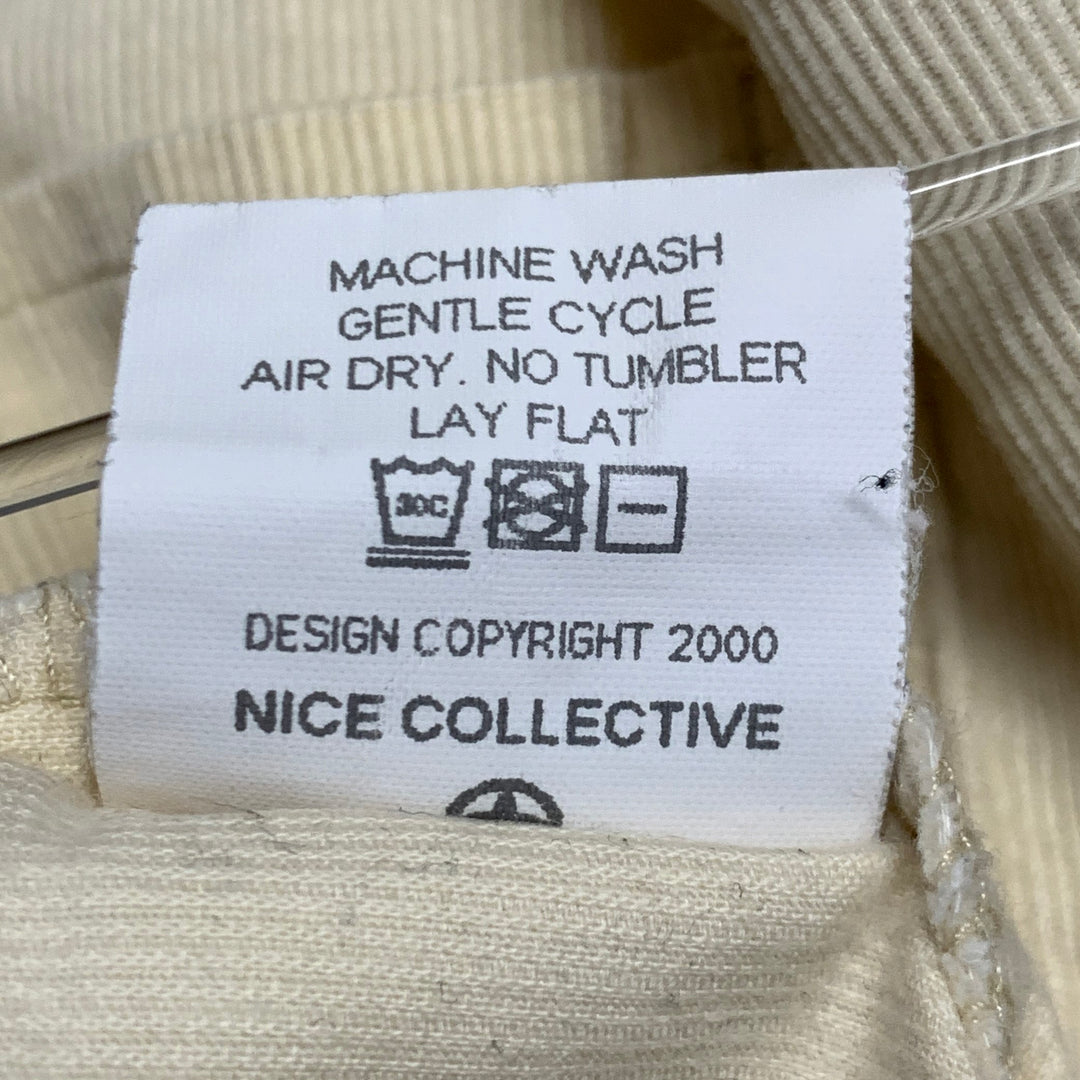 MACHINE WASH
GENTLE CYCLE
AIR DRY. NO TUMBLER
LAY FLAT
30C
DESIGN COPYRIGHT 2000
NICE COLLECTIVE